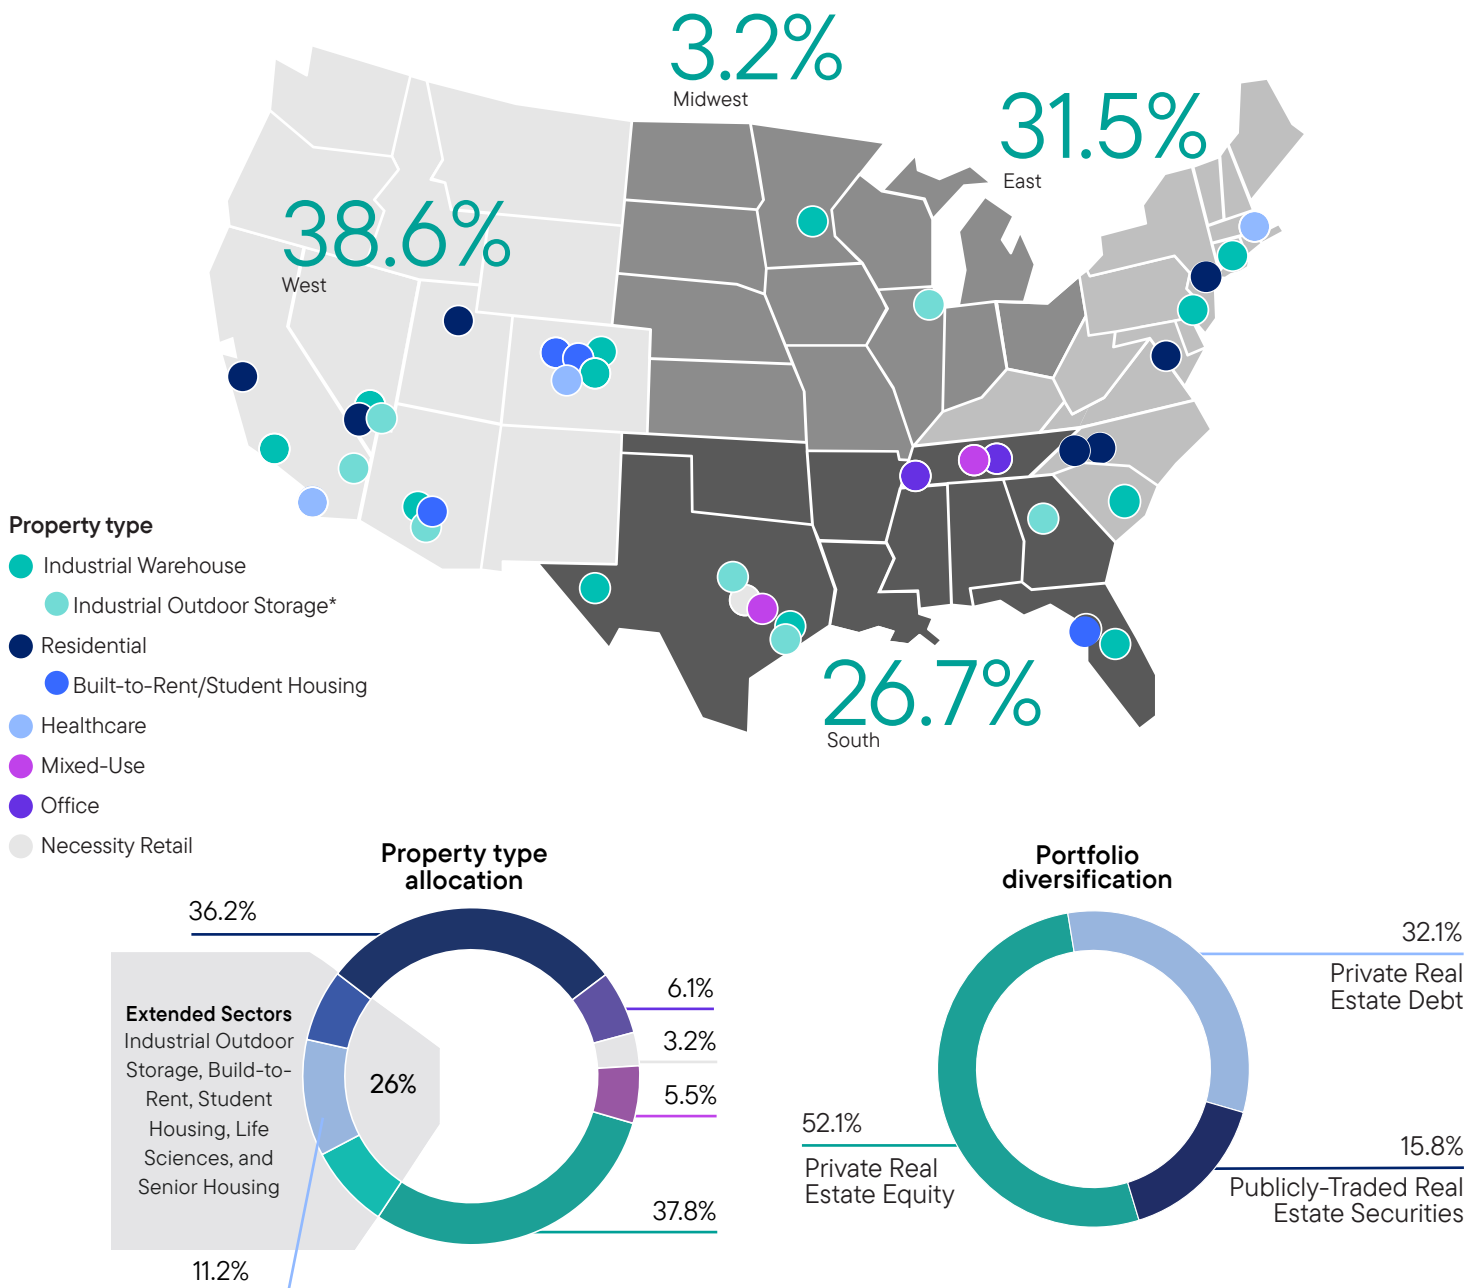 3.2%
Midwest
31.5%
East
38.6%
West
26.7%
South
Property type
Industrial Warehouse
Industrial Outdoor Storage*
Residential
Built-to-Rent/Student Housing
Healthcare
Mixed-Use
Office
Necessity Retail
Property type
allocation
36.2%
6.1%
3.2%
5.5%
37.8%
11.2%
26%
Extended Sectors
Industrial Outdoor
Storage, Build-to-
Rent, Student
Housing, Life
Sciences, and
Senior Housing
Portfolio
diversification
32.1%
Private Real
Estate Debt
52.1%
Private Real
Estate Equity
15.8%
Publicly-Traded Real
Estate Securities